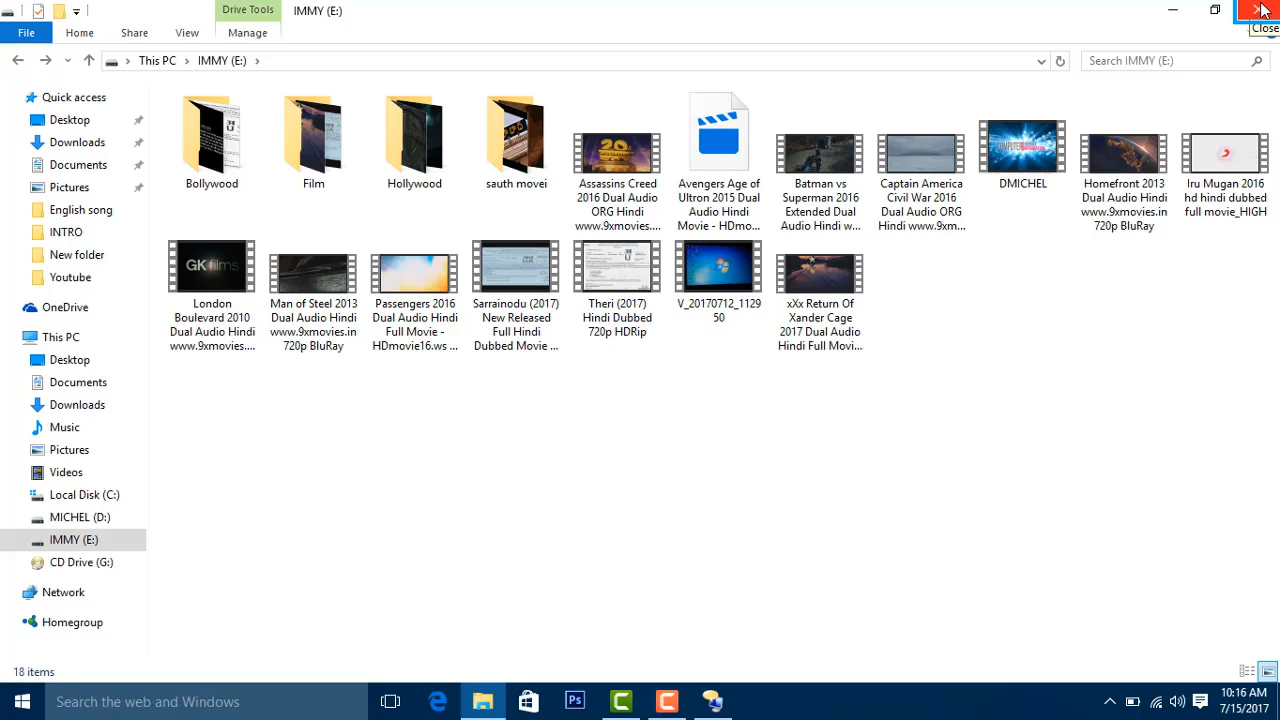 Drive Tools
IMMY (E:)
Close
File
Home
Share
View
Manage
This PC
IMMY (E:)
Search IMMY (E:)
Quick access
Desktop
Downloads
Documents
Pictures
English song
INTRO
New folder
Youtube
OneDrive
This PC
Desktop
Documents
Downloads
Music
Pictures
Videos
Local Disk (C:)
MICHEL (D:)
IMMY (E:)
CD Drive (G:)
Network
Homegroup
Bollywood
Film
Hollywood
sauth movei
20
Assassins Creed
2016 Dual Audio
ORG Hindi
www.9xmovies....
Avengers Age of
Ultron 2015 Dual
Audio Hindi
Movie - HDmo...
Batman vs
Superman 2016
Extended Dual
Audio Hindi w...
Captain America
Civil War 2016
Dual Audio ORG
Hindi www.9xm...
DMICHEL
Homefront 2013
Dual Audio Hindi
www.9xmovies.in
720p BluRay
Iru Mugan 2016
hd hindi dubbed
full movie_HIGH
GK films
London
Boulevard 2010
Dual Audio Hindi
www.9xmovies....
Man of Steel 2013
Dual Audio Hindi
www.9xmovies.in
720p BluRay
Passengers 2016
Dual Audio Hindi
Full Movie -
HDmovie16.ws ...
Sarrainodu (2017)
New Released
Full Hindi
Dubbed Movie ...
Theri (2017)
Hindi Dubbed
720p HDRip
V_20170712_1129
50
xXx Return Of
Xander Cage
2017 Dual Audio
Hindi Full Movi...
18 items
Search the web and Windows
Ps
10:16 AM
7/15/2017